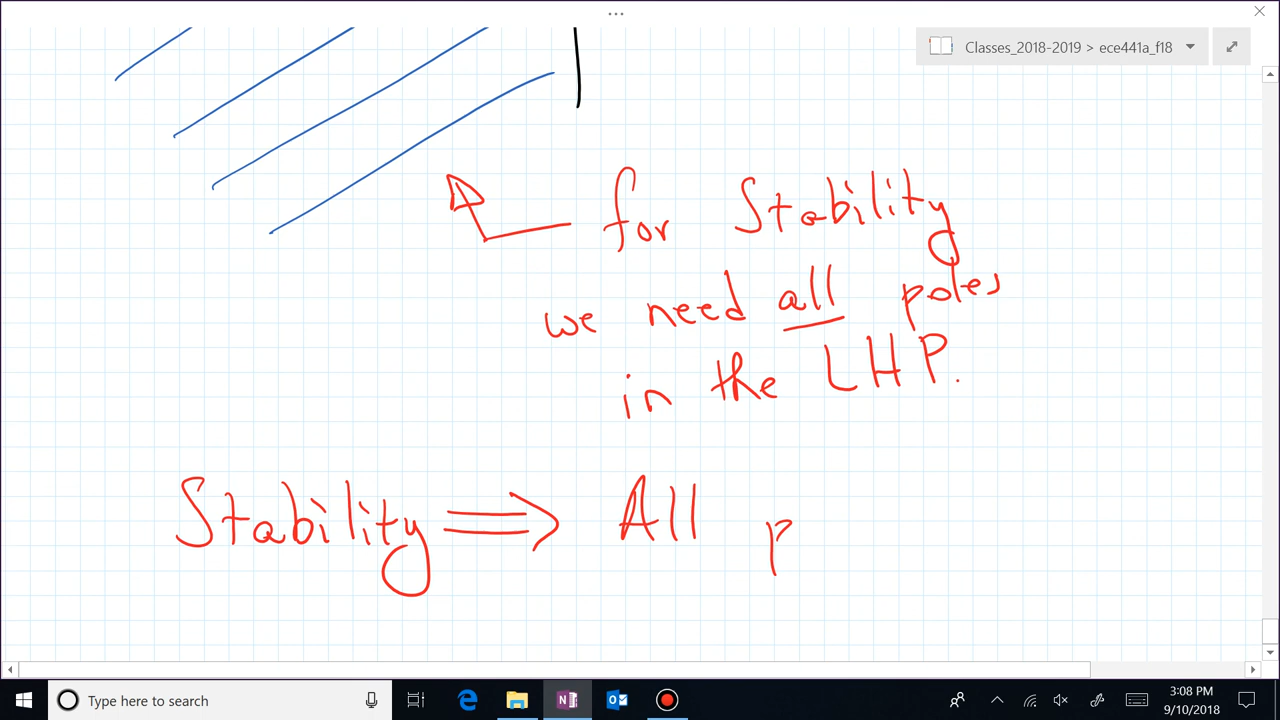 ...
Classes_2018-2019 > ece441a_f18
for Stability
we need all poles
in the LHP.
Stability ⟹ All p
Type here to search
3:08 PM
9/10/2018